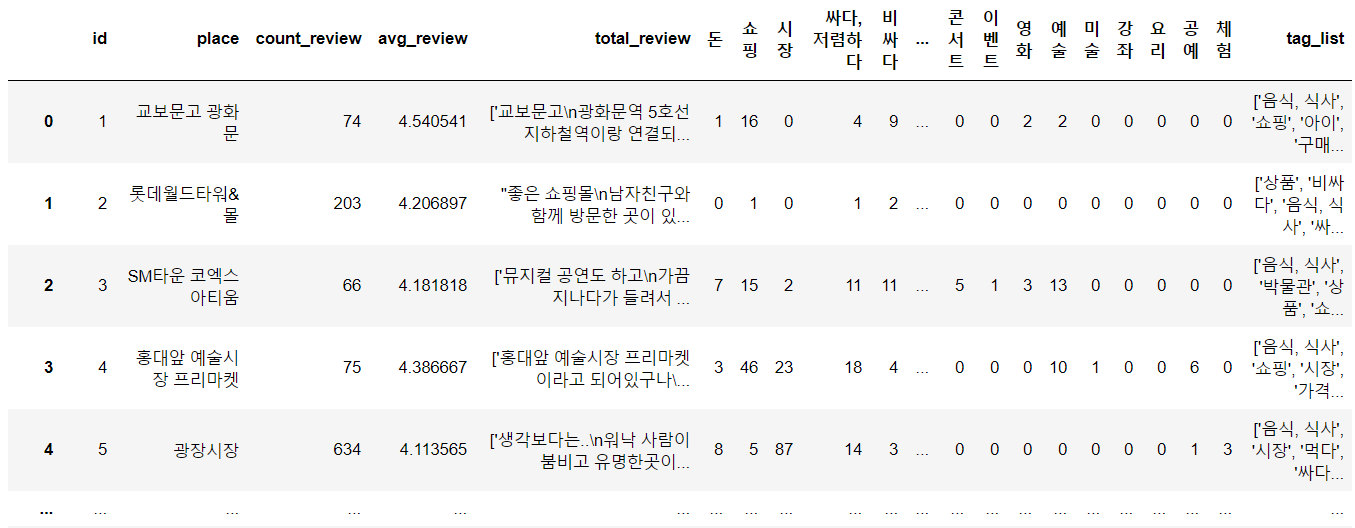 id place count_review avg_review total_review 돈 쇼핑 시장 싸다, 저렴하다 비싸다 ... 콘서트 이벤트 영화 예술 미술 강좌 요리 공예 체험 tag_list
0 1 교보문고 광화문 74 4.540541 ['교보문고\n광화문역 5호선 지하철역이랑 연결되... 1 16 0 4 9 ... 0 0 2 2 0 0 0 0 0 ['음식, 식사', '쇼핑', '아이', '구매...
1 2 롯데월드타워&몰 203 4.206897 "좋은 쇼핑몰\n남자친구와 함께 방문한 곳이 있... 0 1 0 1 2 ... 0 0 0 0 0 0 0 0 0 ['상품', '비싸다', '음식, 식사', '싸...
2 3 SM타운 코엑스아티움 66 4.181818 ['뮤지컬 공연도 하고\n가끔 지나다가 들려서 ... 7 15 2 11 11 ... 5 1 3 13 0 0 0 0 0 ['음식, 식사', '박물관', '상품', '쇼...
3 4 홍대앞 예술시장 프리마켓 75 4.386667 ['홍대앞 예술시장 프리마켓이라고 되어있구나\... 3 46 23 18 4 ... 0 0 0 10 1 0 0 6 0 ['음식, 식사', '쇼핑', '시장', '가격...
4 5 광장시장 634 4.113565 ['생각보다는..\n워낙 사람이 붐비고 유명한곳이... 8 5 87 14 3 ... 0 0 0 0 0 0 0 1 3 ['음식, 식사', '시장', '먹다', '싸다...
... ... ... ... ... ... ... ... ... ... ... ... ... ... ... ... ... ... ... ... ... ...